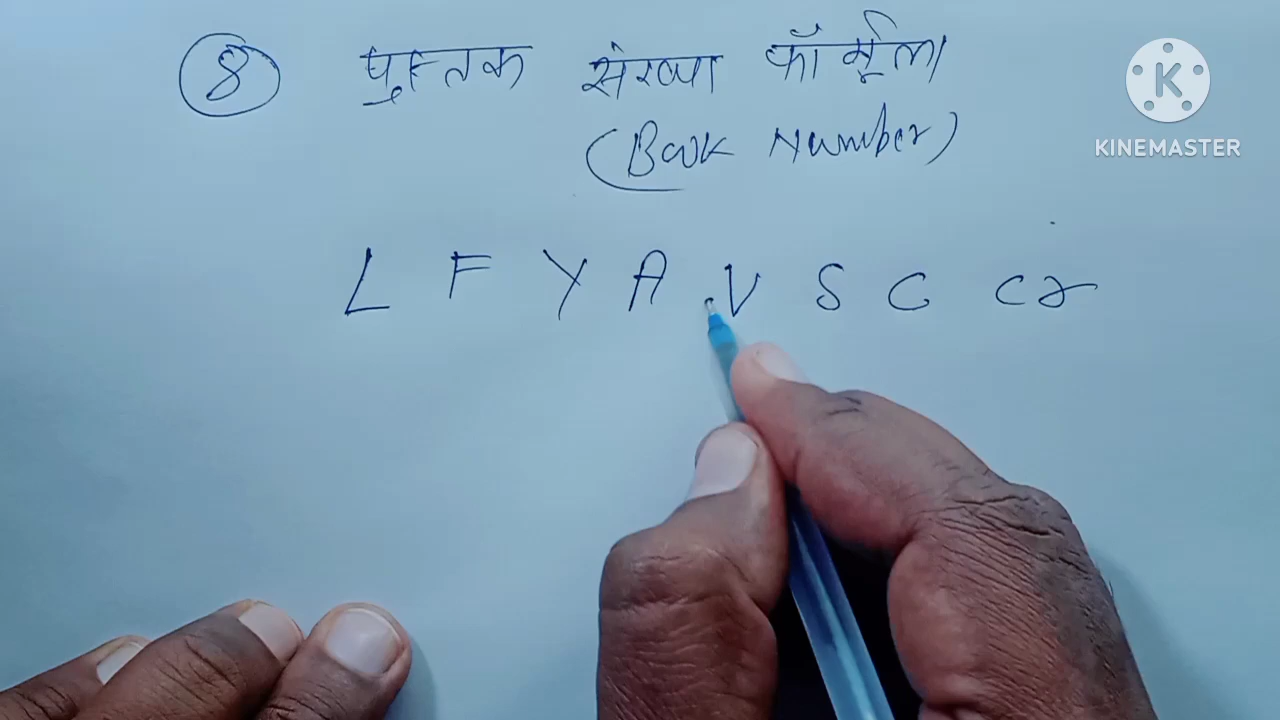 8 पुस्तक संख्या फॉर्मूला
(Book Number)
L F Y A V S C Cr
K
KINEMASTER